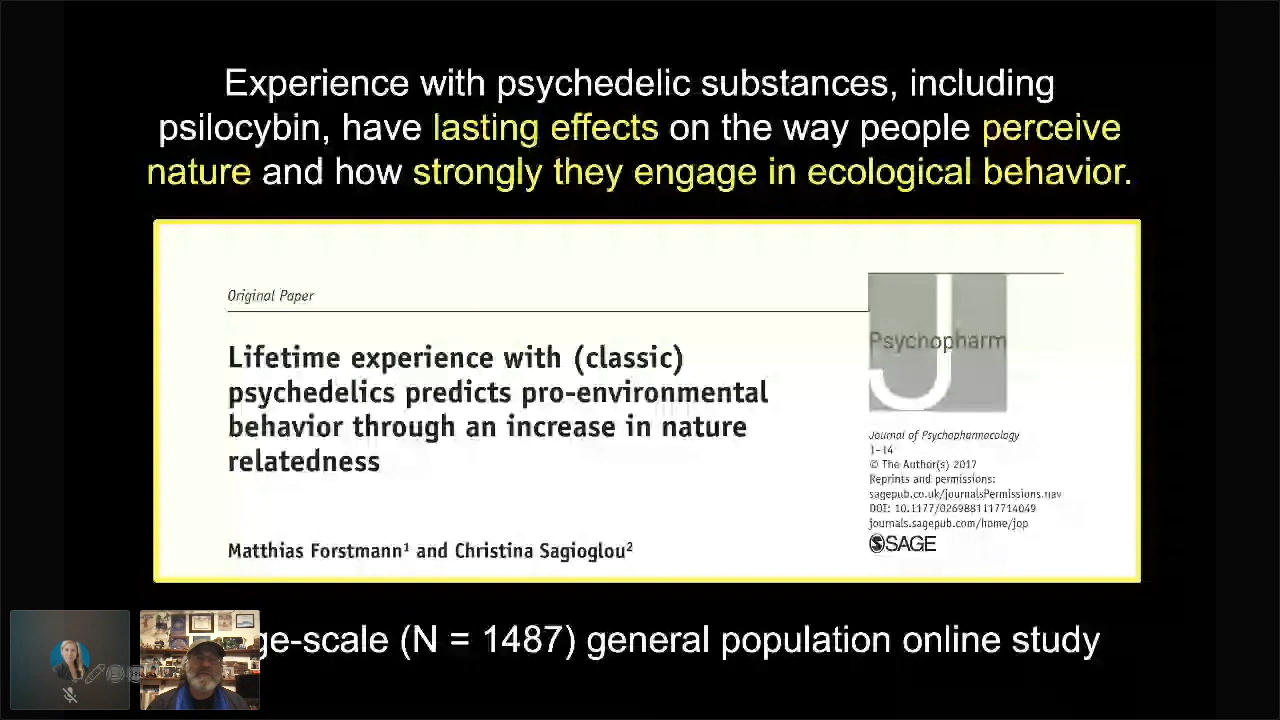 Experience with psychedelic substances, including
psilocybin, have lasting effects on the way people perceive
nature and how strongly they engage in ecological behavior.
Original Paper
Lifetime experience with (classic)
psychedelics predicts pro-environmental
behavior through an increase in nature
relatedness
Matthias Forstmann¹ and Christina Sagioglou²
Psychopharm
Journal of Psychopharmacology
1–14
© The Author(s) 2017
Reprints and permissions:
sagepub.co.uk/journalsPermissions.nav
DOI: 10.1177/0269881117714049
journals.sagepub.com/home/jop
SAGE
ge-scale (N = 1487) general population online study